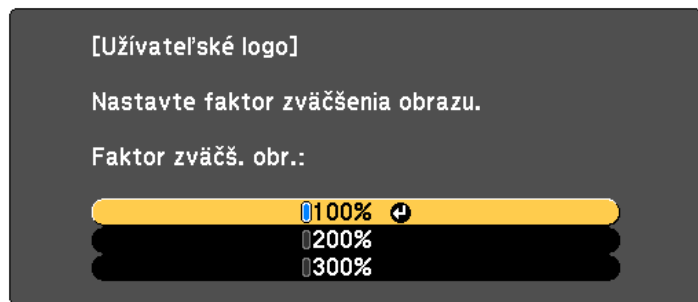 [Užívateľské logo]
Nastavte faktor zväčšenia obrazu.
Faktor zväčš. obr.:
100%
200%
300%